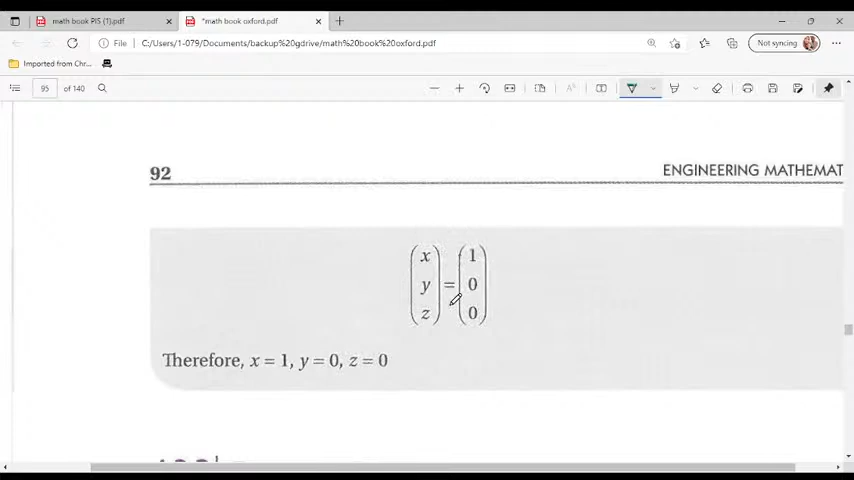 math book PIS (1).pdf
*math book oxford.pdf
File
C:/Users/1-079/Documents/backup%20gdrive/math%20book%20oxford.pdf
Not syncing
Imported from Chr...
95 of 140
92
ENGINEERING MATHEMAT
x 1
y = 0
z 0
Therefore, x = 1, y = 0, z = 0